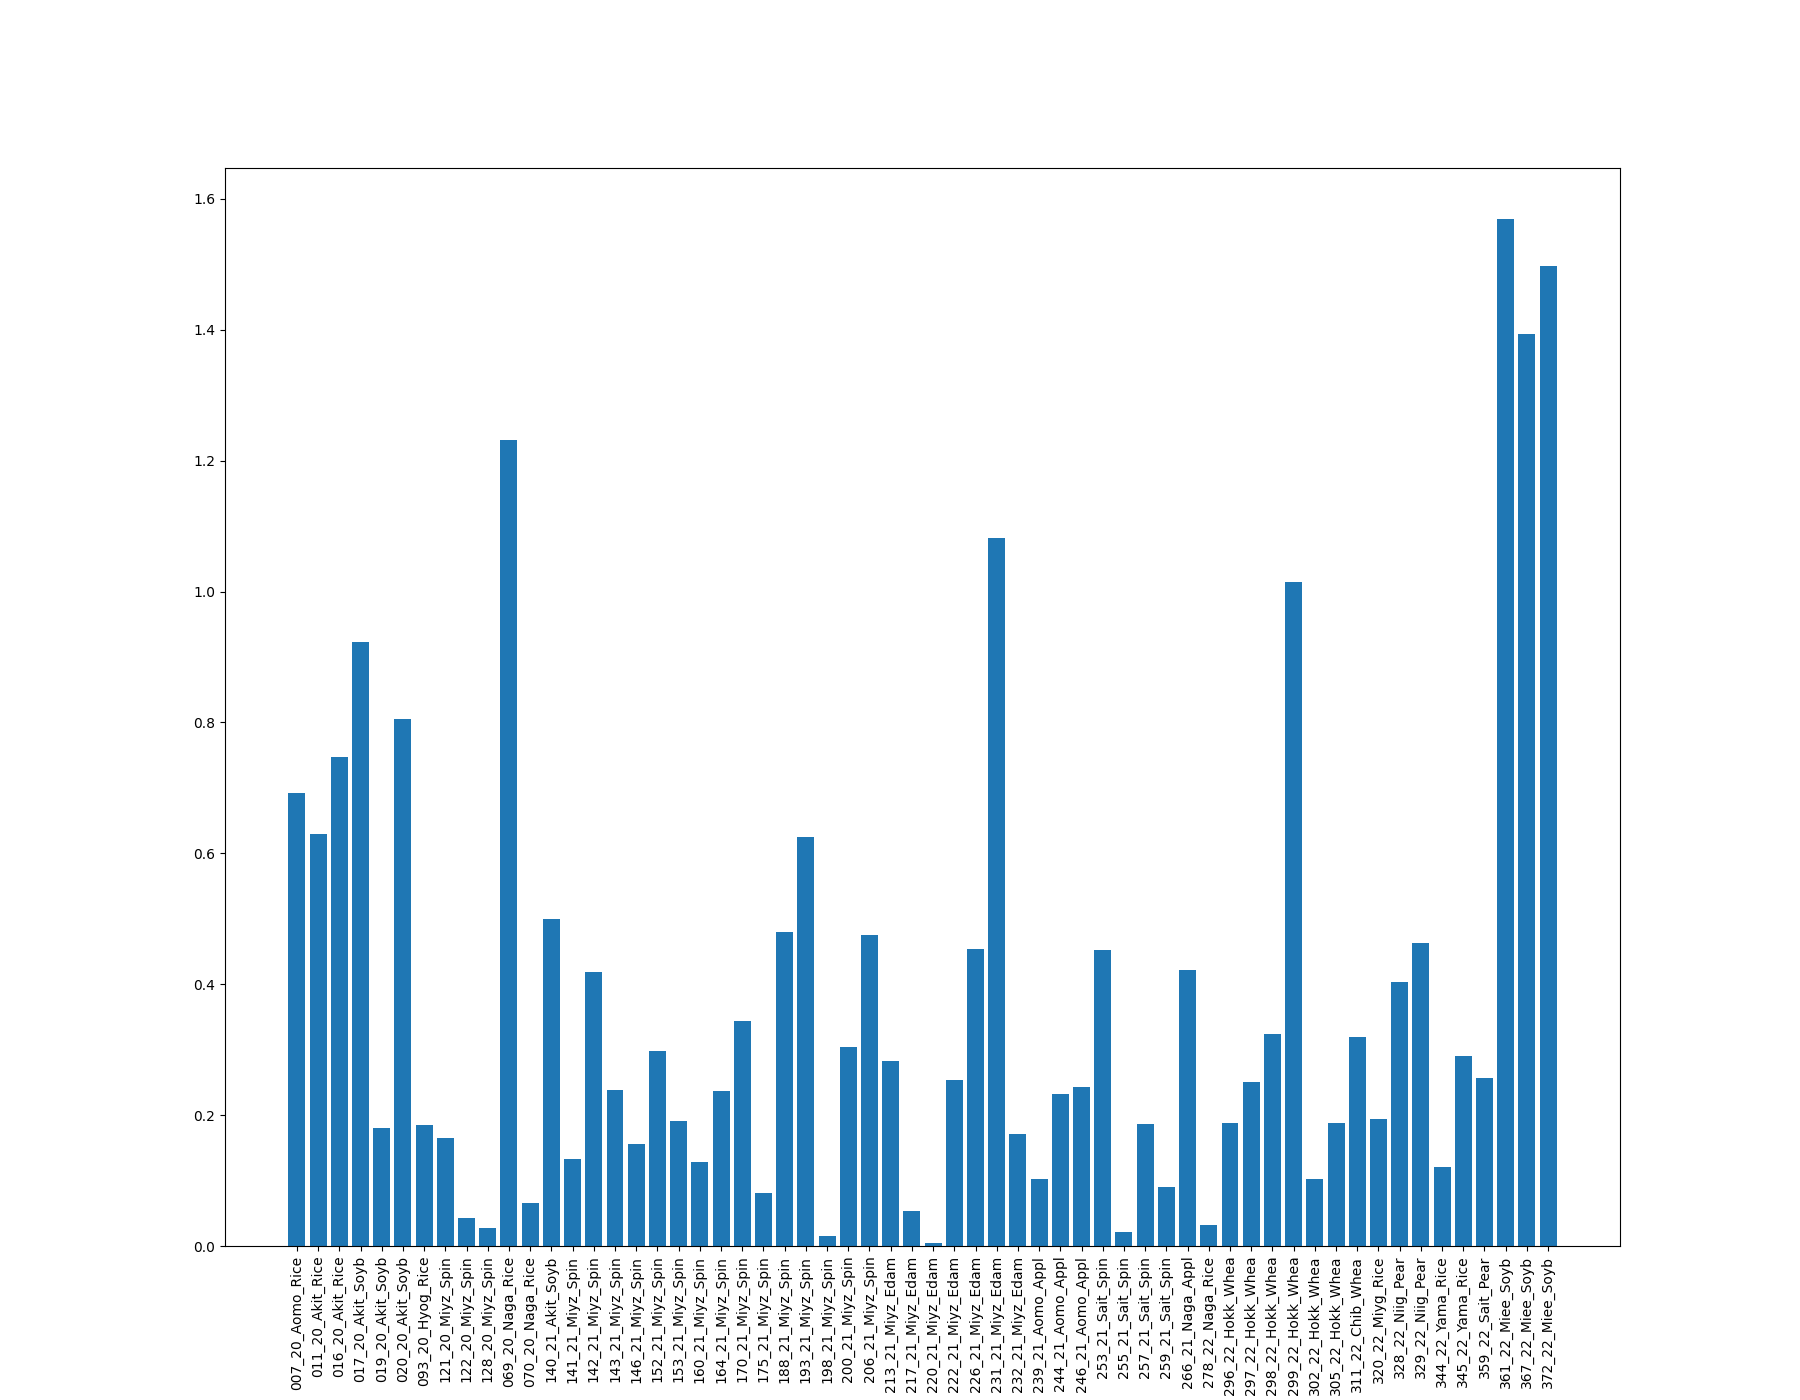 1.6
1.4
1.2
1.0
0.8
0.6
0.4
0.2
0.0
007_20_Aomo_Rice
011_20_Akit_Rice
016_20_Akit_Rice
017_20_Akit_Soyb
019_20_Akit_Soyb
020_20_Akit_Soyb
093_20_Hyog_Rice
121_20_Miyz_Spin
122_20_Miyz_Spin
128_20_Miyz_Spin
069_20_Naga_Rice
070_20_Naga_Rice
140_21_Akit_Soyb
141_21_Miyz_Spin
142_21_Miyz_Spin
143_21_Miyz_Spin
146_21_Miyz_Spin
152_21_Miyz_Spin
153_21_Miyz_Spin
160_21_Miyz_Spin
164_21_Miyz_Spin
170_21_Miyz_Spin
175_21_Miyz_Spin
188_21_Miyz_Spin
193_21_Miyz_Spin
198_21_Miyz_Spin
200_21_Miyz_Spin
206_21_Miyz_Spin
213_21_Miyz_Edam
217_21_Miyz_Edam
220_21_Miyz_Edam
222_21_Miyz_Edam
226_21_Miyz_Edam
231_21_Miyz_Edam
232_21_Miyz_Edam
239_21_Aomo_Appl
244_21_Aomo_Appl
246_21_Aomo_Appl
253_21_Sait_Spin
255_21_Sait_Spin
257_21_Sait_Spin
259_21_Sait_Spin
266_21_Naga_Appl
278_22_Naga_Rice
296_22_Hokk_Whea
297_22_Hokk_Whea
298_22_Hokk_Whea
299_22_Hokk_Whea
302_22_Hokk_Whea
305_22_Hokk_Whea
311_22_Chib_Whea
320_22_Miyg_Rice
328_22_Niig_Pear
329_22_Niig_Pear
344_22_Yama_Rice
345_22_Yama_Rice
359_22_Sait_Pear
361_22_Miee_Soyb
367_22_Miee_Soyb
372_22_Miee_Soyb